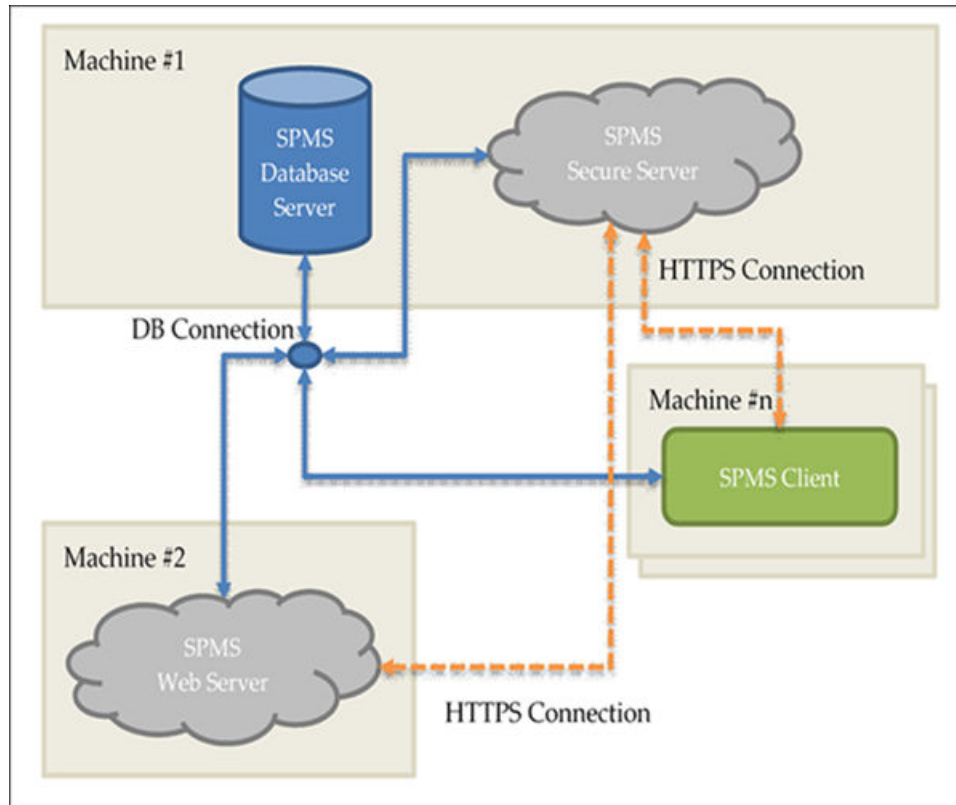 Machine #1
SPMS
Database
Server
SPMS
Secure Server
HTTPS Connection
DB Connection
Machine #n
SPMS Client
Machine #2
SPMS
Web Server
HTTPS Connection